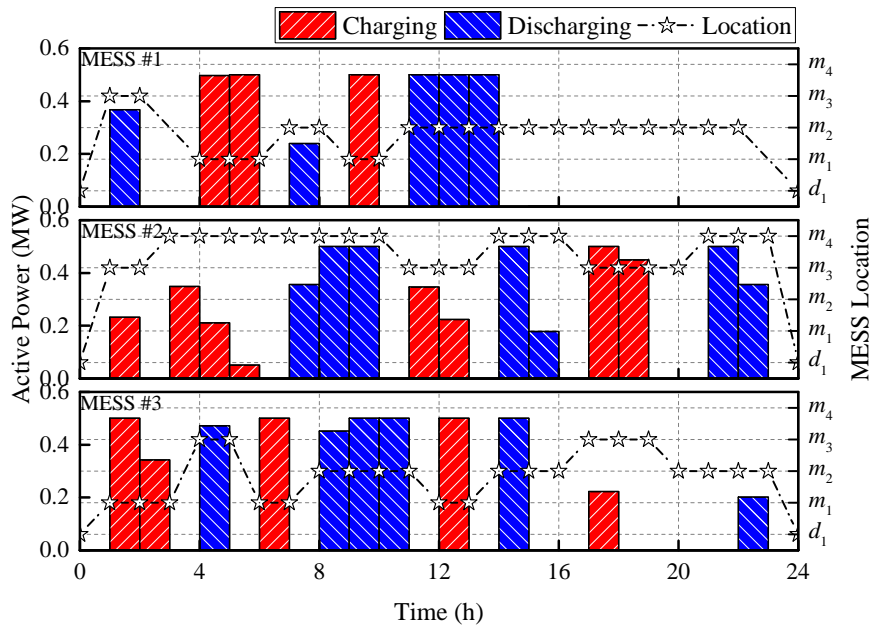 Charging Discharging Location
0.6 MESS #1 m4
0.4 m3
m2
0.2 m1
0.0 d1
0.6 MESS #2 m4
0.4 m3
m2
0.2 m1
0.0 d1
0.6 MESS #3 m4
0.4 m3
m2
0.2 m1
0.0 d1
0 4 8 12 16 20 24
Time (h)
Active Power (MW)
MESS Location